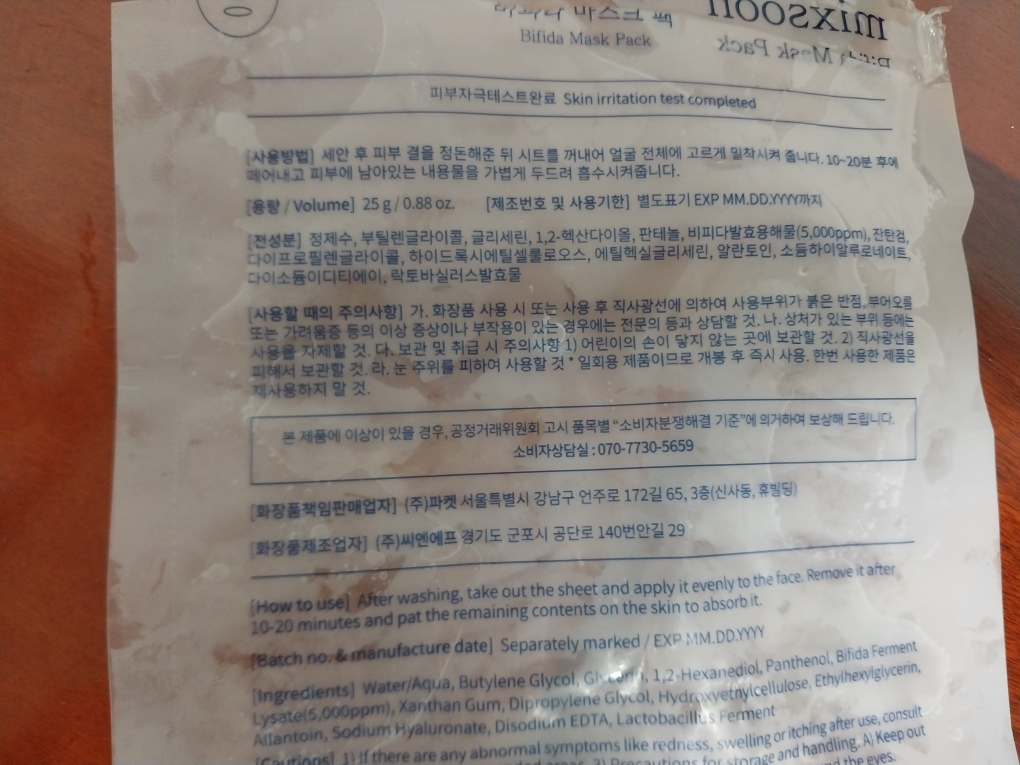 mixsoon
Mask Pack
Bifida Mask Pack
피부자극테스트완료 Skin irritation test completed
[사용방법] 세안 후 피부 결을 정돈해준 뒤 시트를 꺼내어 얼굴 전체에 고르게 밀착시켜 줍니다. 10~20분 후에
떼어내고 피부에 남아있는 내용물을 가볍게 두드려 흡수시켜줍니다.
[용량 / Volume] 25 g / 0.88 oz. [제조번호 및 사용기한] 별도표기 EXP MM.DD.YYYY까지
[전성분] 정제수, 부틸렌글라이콜, 글리세린, 1,2-헥산다이올, 판테놀, 비피다발효용해물(5,000ppm), 잔탄검,
다이프로필렌글라이콜, 하이드록시에틸셀룰로오스, 에틸헥실글리세린, 알란토인, 소듐하이알루로네이트,
다이소듐이디티에이, 락토바실러스발효물
[사용할 때의 주의사항] 가. 화장품 사용 시 또는 사용 후 직사광선에 의하여 사용부위가 붉은 반점, 부어오름
또는 가려움증 등의 이상 증상이나 부작용이 있는 경우에는 전문의 등과 상담할 것. 나. 상처가 있는 부위 등에는
사용을 자제할 것. 다. 보관 및 취급 시 주의사항 1) 어린이의 손이 닿지 않는 곳에 보관할 것. 2) 직사광선을
피해서 보관할 것. 라. 눈 주위를 피하여 사용할 것 * 일회용 제품이므로 개봉 후 즉시 사용. 한번 사용한 제품은
재사용하지 말 것.
본 제품에 이상이 있을 경우, 공정거래위원회 고시 품목별 "소비자분쟁해결 기준"에 의거하여 보상해 드립니다.
소비자상담실 : 070-7730-5659
[화장품책임판매업자] (주)파켓 서울특별시 강남구 언주로 172길 65, 3층(신사동, 휴빌딩)
[화장품제조업자] (주)씨엔에프 경기도 군포시 공단로 140번안길 29
[How to use] After washing, take out the sheet and apply it evenly to the face. Remove it after
10-20 minutes and pat the remaining contents on the skin to absorb it.
[Batch no. & manufacture date] Separately marked / EXP MM.DD.YYYY
[Ingredients] Water/Aqua, Butylene Glycol, Glycerin, 1,2-Hexanediol, Panthenol, Bifida Ferment
Lysate(5,000ppm), Xanthan Gum, Dipropylene Glycol, Hydroxyethylcellulose, Ethylhexylglycerin,
Allantoin, Sodium Hyaluronate, Disodium EDTA, Lactobacillus Ferment
[Cautions] 1) If there are any abnormal symptoms like redness, swelling or itching after use, consult
areas. 3) Precautions for storage and handling. A) Keep out
the eyes.